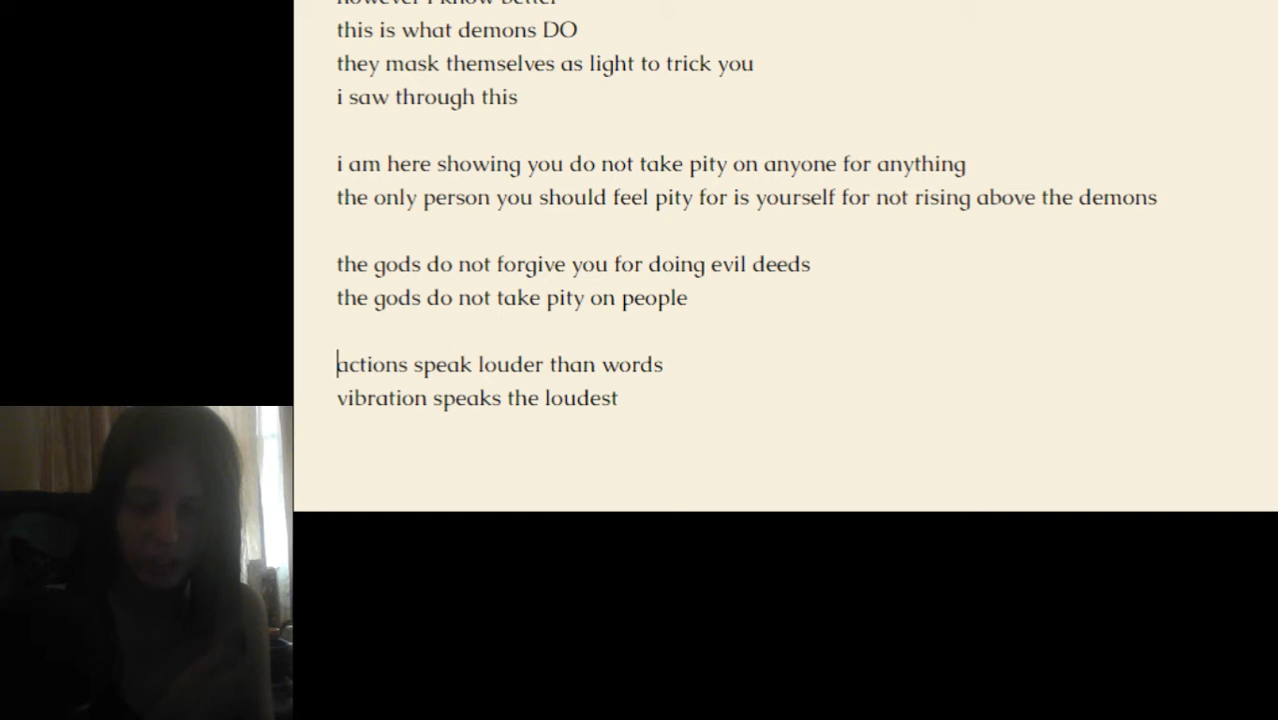 however i know better
this is what demons DO
they mask themselves as light to trick you
i saw through this
i am here showing you do not take pity on anyone for anything
the only person you should feel pity for is yourself for not rising above the demons
the gods do not forgive you for doing evil deeds
the gods do not take pity on people
actions speak louder than words
vibration speaks the loudest